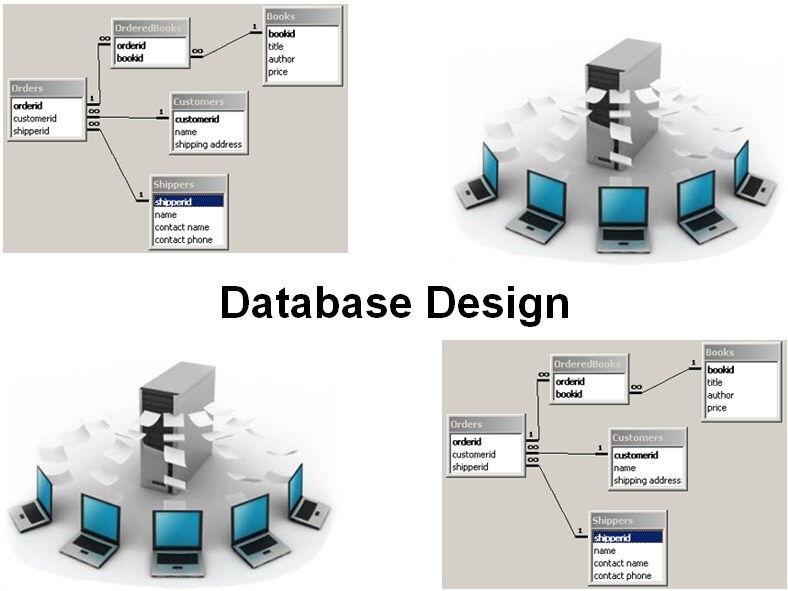 Books
bookid
title
author
price
OrderedBooks
orderid
bookid
∞
∞
1
Orders
orderid
customerid
shipperid
1
∞
∞
1
Customers
customerid
name
shipping address
1
Shippers
shipperid
name
contact name
contact phone
Database Design
Books
bookid
title
author
price
OrderedBooks
orderid
bookid
∞
∞
1
Orders
orderid
customerid
shipperid
1
∞
∞
1
Customers
customerid
name
shipping address
1
Shippers
shipperid
name
contact name
contact phone